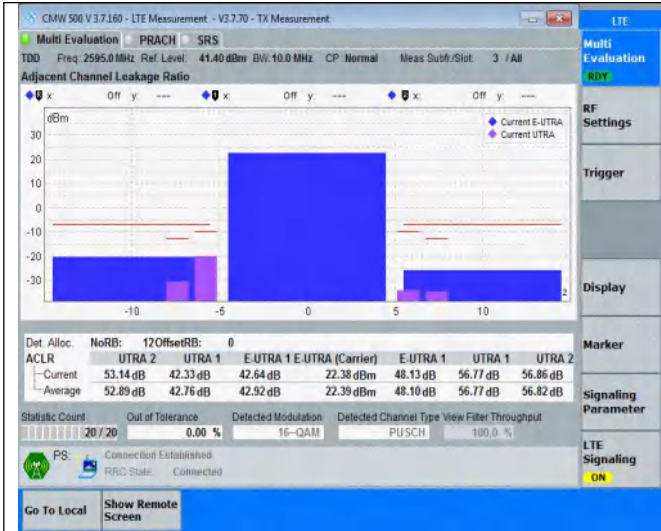 CMW 500 V 3.7.160 - LTE Measurement - V3.7.70 - TX Measurement
LTE
Multi Evaluation PRACH SRS
Multi Evaluation
RDY
TDD Freq.:2595.0 MHz Ref. Level: 41.40 dBm BW: 10.0 MHz CP :Normal Meas Subfr./Slot: 3 / All
Adjacent Channel Leakage Ratio
x: Off y: --- x: Off y: --- x: Off y: ---
dBm
Current E-UTRA
Current UTRA
30
20
10
0
-10
-20
-30
-10 -5 0 5 10
z
RF Settings
Trigger
Display
Marker
Signaling Parameter
LTE Signaling
ON
Det. Alloc. NoRB: 12OffsetRB: 0
ACLR UTRA 2 UTRA 1 E-UTRA 1 E-UTRA (Carrier) E-UTRA 1 UTRA 1 UTRA 2
Current 53.14 dB 42.33 dB 42.64 dB 22.38 dBm 48.13 dB 56.77 dB 56.86 dB
Average 52.89 dB 42.76 dB 42.92 dB 22.39 dBm 48.10 dB 56.77 dB 56.82 dB
Statistic Count Out of Tolerance Detected Modulation Detected Channel Type View Filter Throughput
20 / 20 0.00 % 16-QAM PUSCH 100.0 %
PS: Connection Established
RRC State: Connected
Go To Local
Show Remote Screen